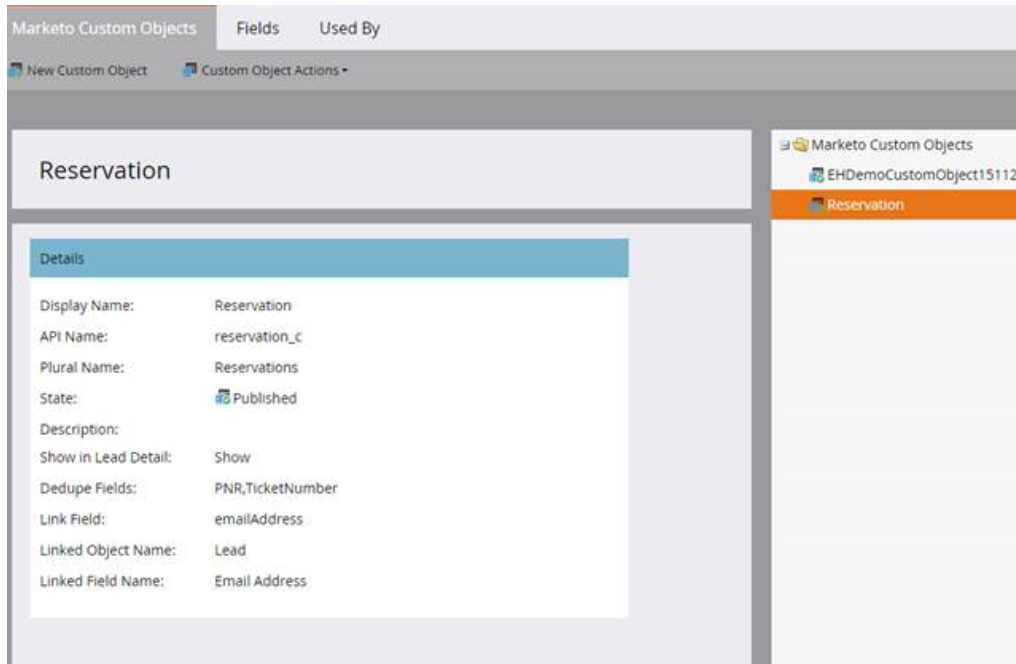 Marketo Custom Objects Fields Used By
New Custom Object Custom Object Actions
Reservation
Details
Display Name: Reservation
API Name: reservation_c
Plural Name: Reservations
State: Published
Description:
Show in Lead Detail: Show
Dedupe Fields: PNR,TicketNumber
Link Field: emailAddress
Linked Object Name: Lead
Linked Field Name: Email Address
Marketo Custom Objects
EHDemoCustomObject15112
Reservation